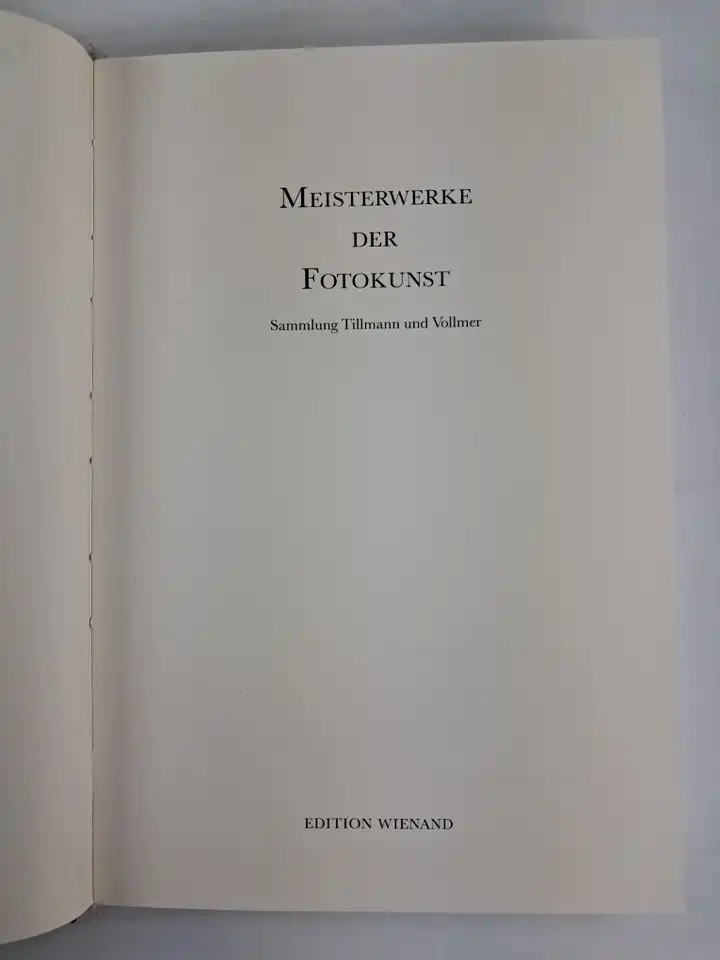 MEISTERWERKE
DER
FOTOKUNST
Sammlung Tillmann und Vollmer
EDITION WIENAND